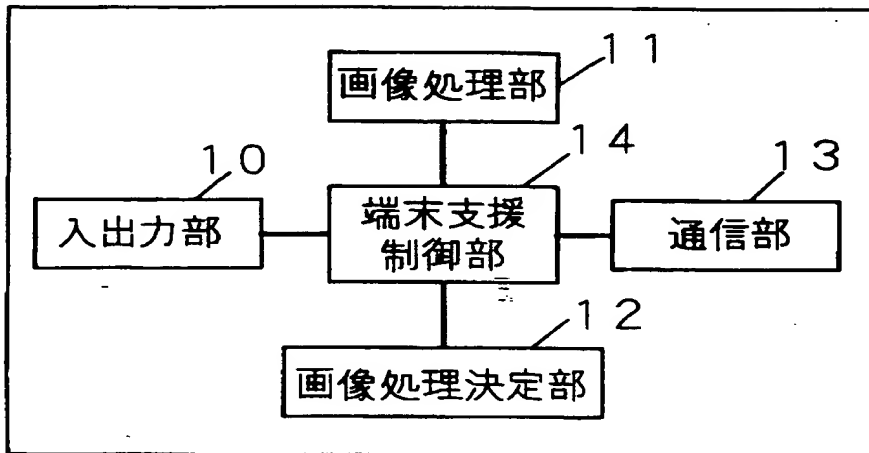 11
画像処理部
10
14
13
入出力部
端末支援
制御部
通信部
12
画像処理決定部